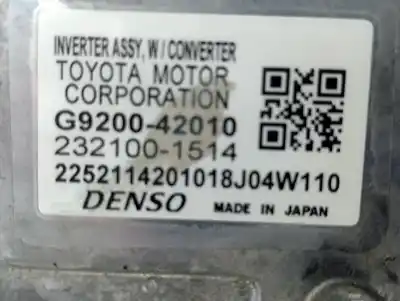 INVERTER ASSY, W/CONVERTER
TOYOTA MOTOR
CORPORATION
G9200-42010
232100-1514
2252114201018J04W110
DENSO MADE IN JAPAN